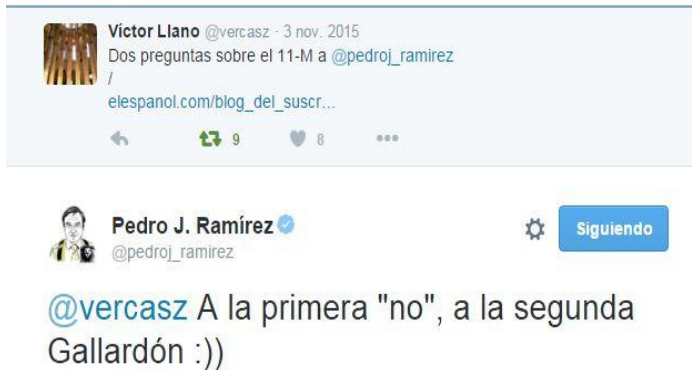 Víctor Llano @vercasz · 3 nov. 2015
Dos preguntas sobre el 11-M a @pedroj_ramirez
/
elespanol.com/blog_del_suscr...
9 8
Pedro J. Ramírez
@pedroj_ramirez
Siguiendo
@vercasz A la primera "no", a la segunda
Gallardón :))